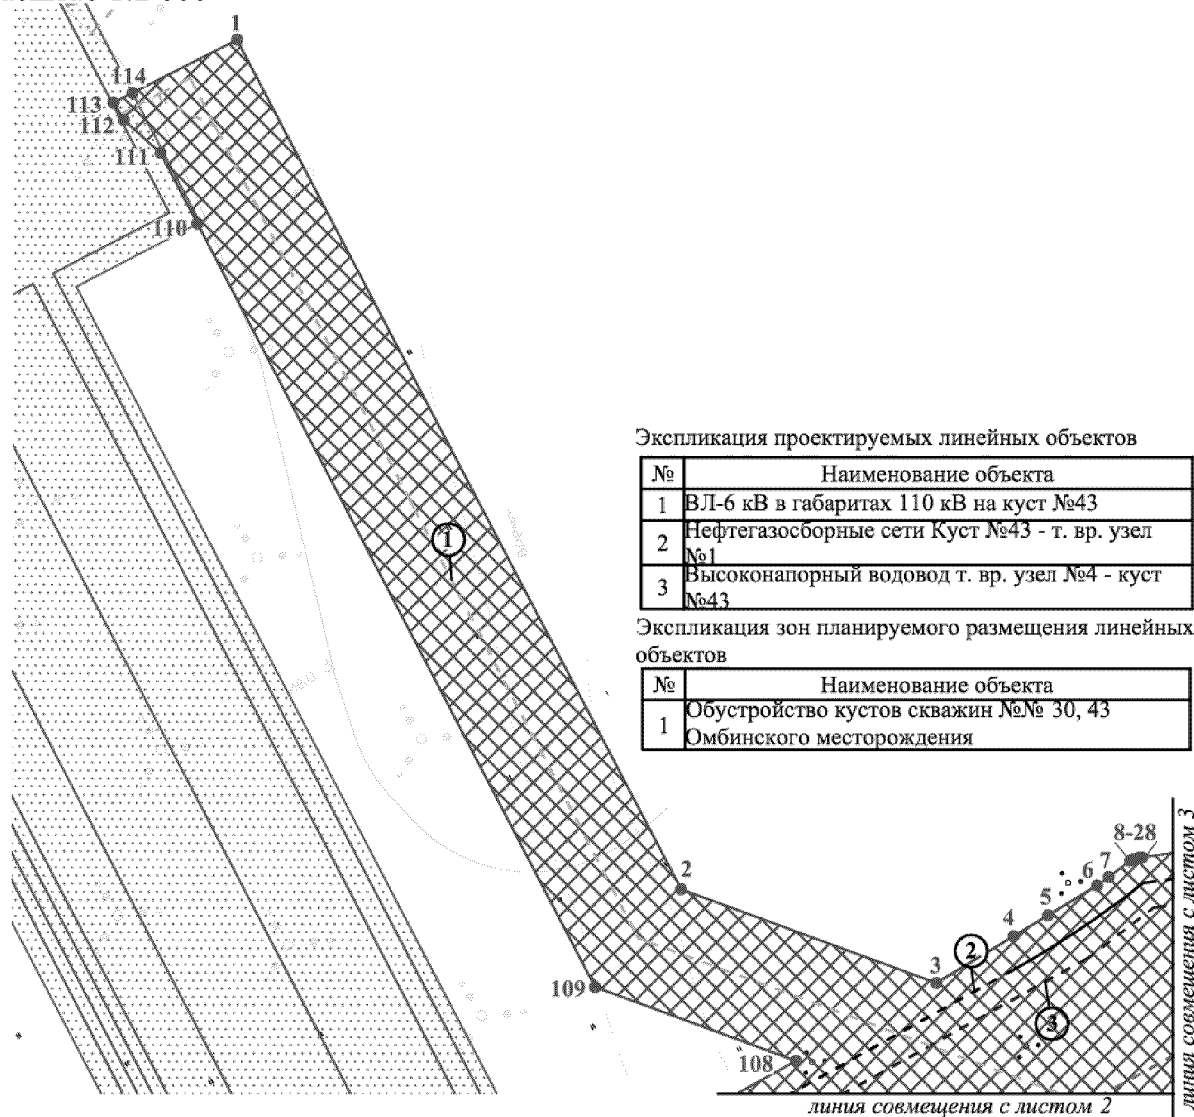 1
114
113
112
111
110
1
Экспликация проектируемых линейных объектов
№ Наименование объекта
1 ВЛ-6 кВ в габаритах 110 кВ на куст №43
2 Нефтегазосборные сети Куст №43 - т. вр. узел
№1
3 Высоконапорный водовод т. вр. узел №4 - куст
№43
Экспликация зон планируемого размещения линейных
объектов
№ Наименование объекта
1 Обустройство кустов скважин №№ 30, 43
Омбинского месторождения
2
8-28
7
6
5
4
3
2
3
109
108
линия совмещения с листом 3
линия совмещения с листом 2